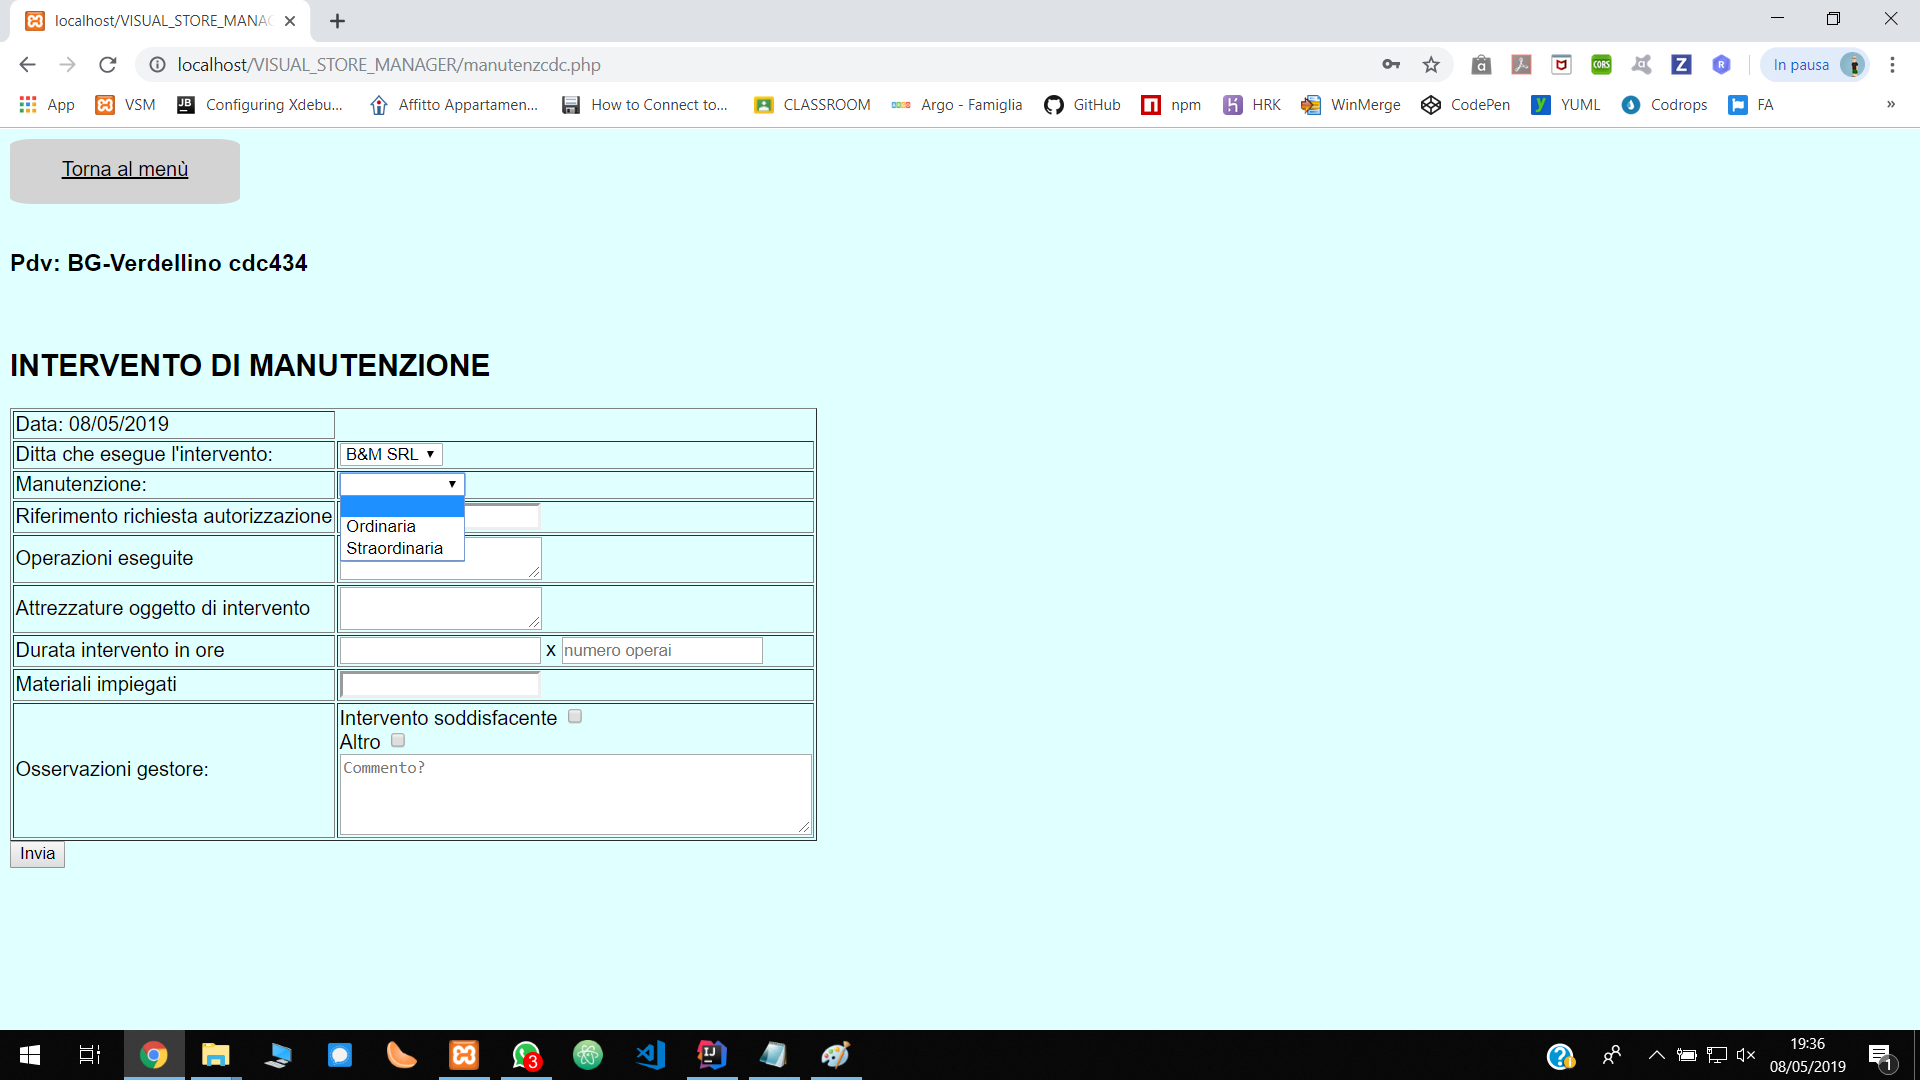 localhost/VISUAL_STORE_MANAG
localhost/VISUAL_STORE_MANAGER/manutenzcdc.php
In pausa
App VSM Configuring Xdebu... Affitto Appartamen... How to Connect to... CLASSROOM Argo - Famiglia GitHub npm HRK WinMerge CodePen YUML Codrops FA »
Torna al menù
Pdv: BG-Verdellino cdc434
INTERVENTO DI MANUTENZIONE
Data: 08/05/2019
Ditta che esegue l'intervento: B&M SRL
Manutenzione:
Riferimento richiesta autorizzazione
Ordinaria
Straordinaria
Operazioni eseguite
Attrezzature oggetto di intervento
Durata intervento in ore x numero operai
Materiali impiegati
Intervento soddisfacente
Altro
Osservazioni gestore:
Commento?
Invia
3
19:36
08/05/2019
1